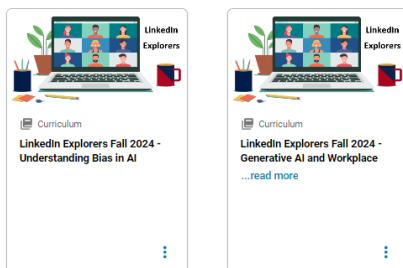 LinkedIn
Explorers
Curriculum
LinkedIn Explorers Fall 2024 -
Understanding Bias in AI
LinkedIn
Explorers
Curriculum
LinkedIn Explorers Fall 2024 -
Generative AI and Workplace
...read more